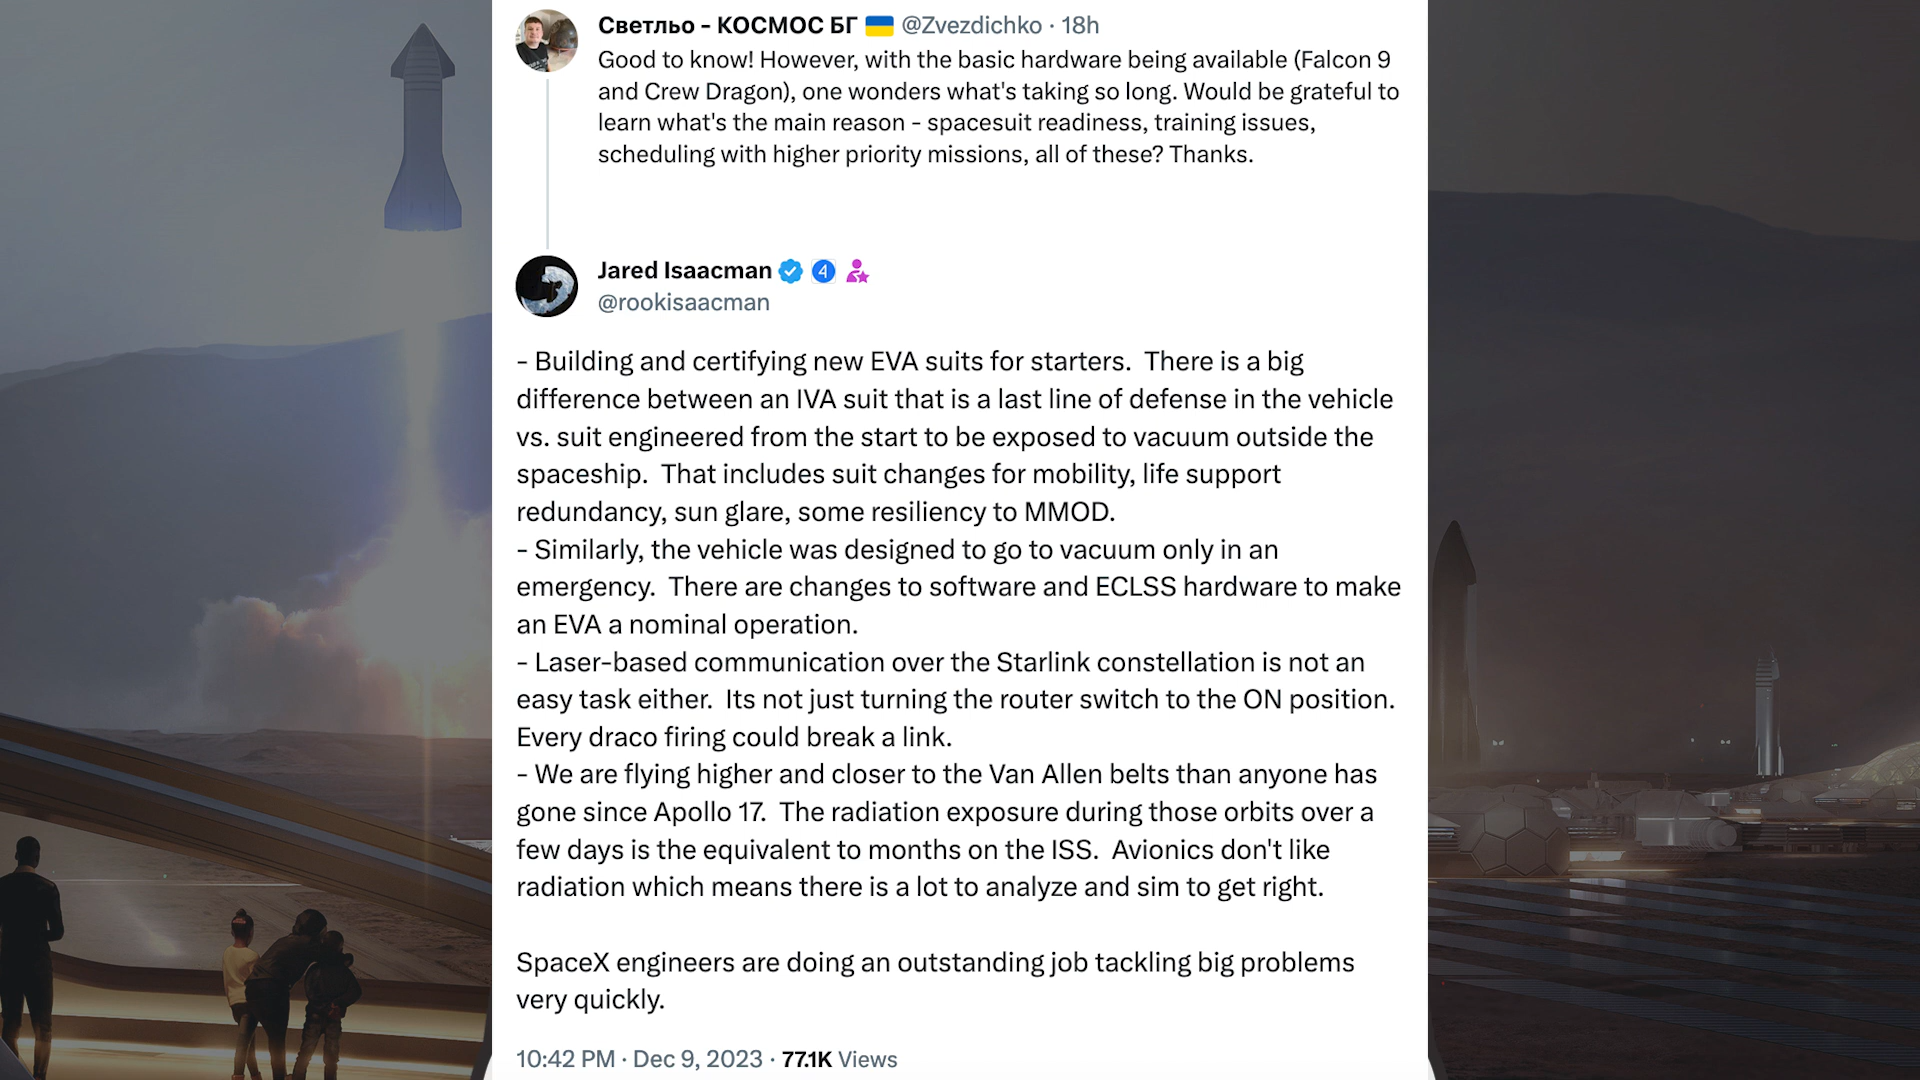 Светльо - КОСМОС БГ 🇺🇦 @Zvezdichko · 18h
Good to know! However, with the basic hardware being available (Falcon 9
and Crew Dragon), one wonders what's taking so long. Would be grateful to
learn what's the main reason - spacesuit readiness, training issues,
scheduling with higher priority missions, all of these? Thanks.
Jared Isaacman 4
@rookisaacman
- Building and certifying new EVA suits for starters.  There is a big
difference between an IVA suit that is a last line of defense in the vehicle
vs. suit engineered from the start to be exposed to vacuum outside the
spaceship.  That includes suit changes for mobility, life support
redundancy, sun glare, some resiliency to MMOD.
- Similarly, the vehicle was designed to go to vacuum only in an
emergency.  There are changes to software and ECLSS hardware to make
an EVA a nominal operation.
- Laser-based communication over the Starlink constellation is not an
easy task either.  Its not just turning the router switch to the ON position.
Every draco firing could break a link.
- We are flying higher and closer to the Van Allen belts than anyone has
gone since Apollo 17.  The radiation exposure during those orbits over a
few days is the equivalent to months on the ISS.  Avionics don't like
radiation which means there is a lot to analyze and sim to get right.
SpaceX engineers are doing an outstanding job tackling big problems
very quickly.
10:42 PM · Dec 9, 2023 · 77.1K Views